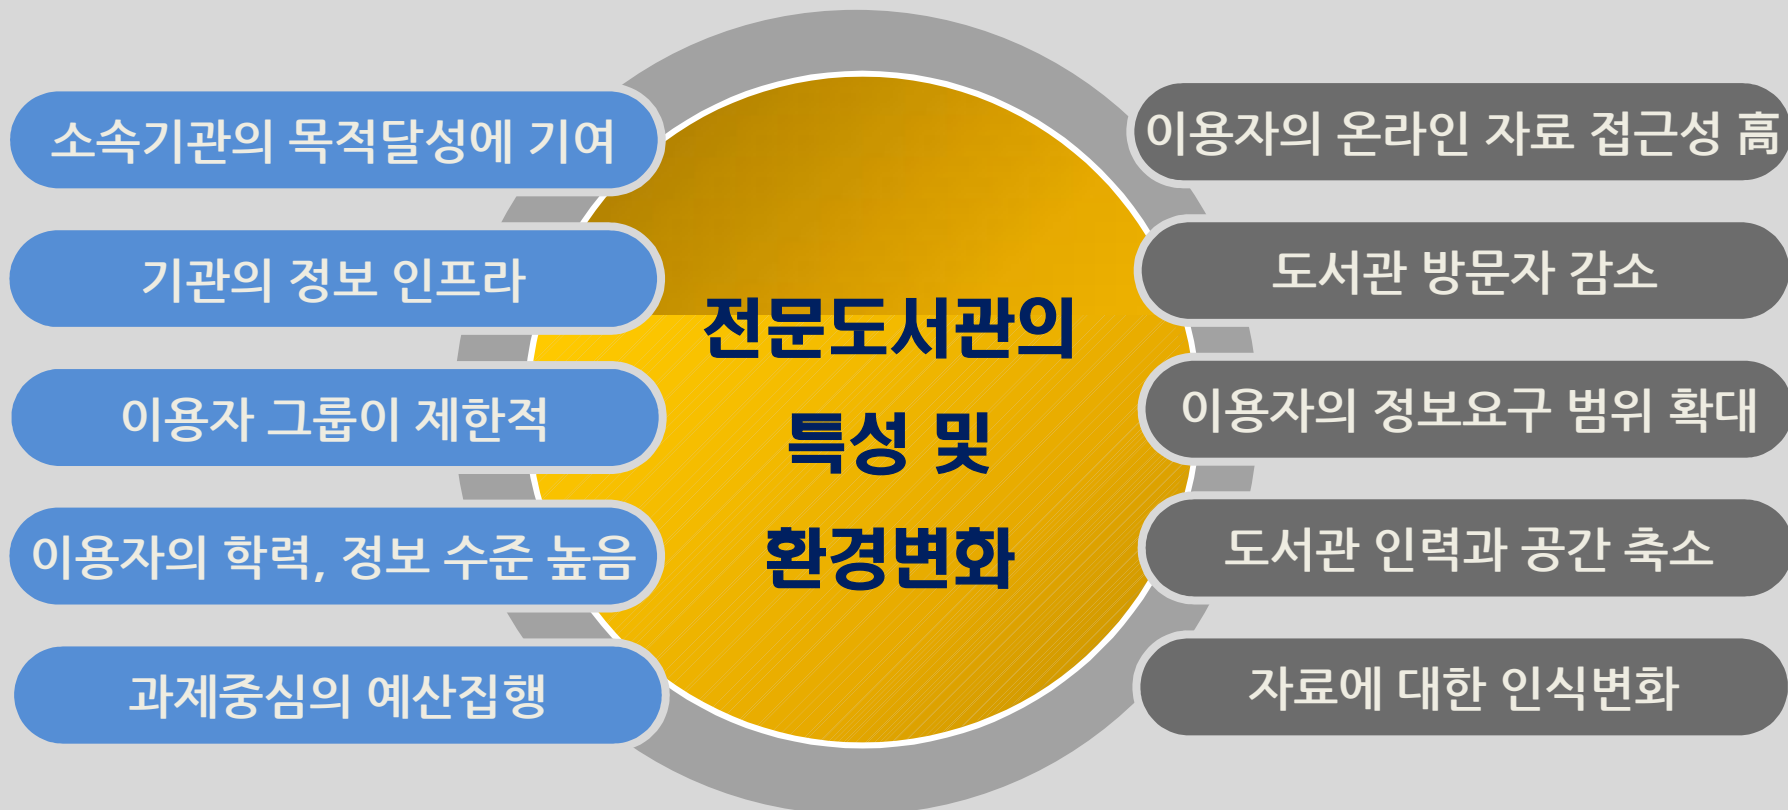 소속기관의 목적달성에 기여
기관의 정보 인프라
이용자 그룹이 제한적
이용자의 학력, 정보 수준 높음
과제중심의 예산집행
전문도서관의
특성 및
환경변화
이용자의 온라인 자료 접근성 高
도서관 방문자 감소
이용자의 정보요구 범위 확대
도서관 인력과 공간 축소
자료에 대한 인식변화